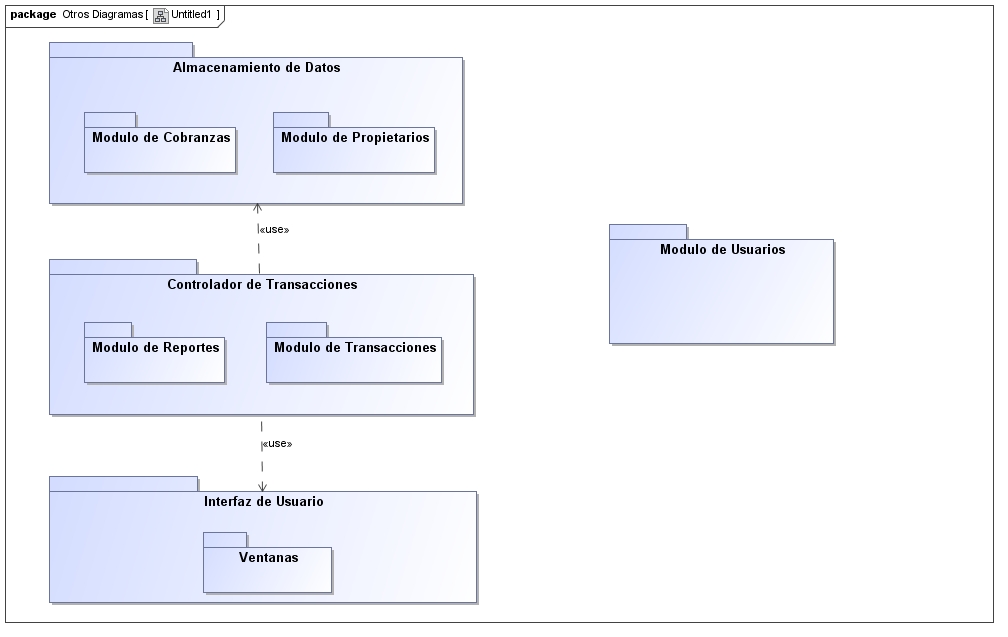 package Otros Diagramas [ Untitled1 ]
Almacenamiento de Datos
Modulo de Cobranzas
Modulo de Propietarios
«use»
Modulo de Usuarios
Controlador de Transacciones
Modulo de Reportes
Modulo de Transacciones
«use»
Interfaz de Usuario
Ventanas